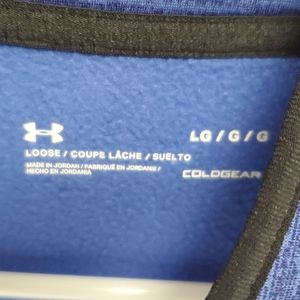 LG / G / G
LOOSE / COUPE LÂCHE / SUELTO
MADE IN JORDAN / FABRIQUÉ EN JORDANIE /
HECHO EN JORDANIA
COLDGEAR